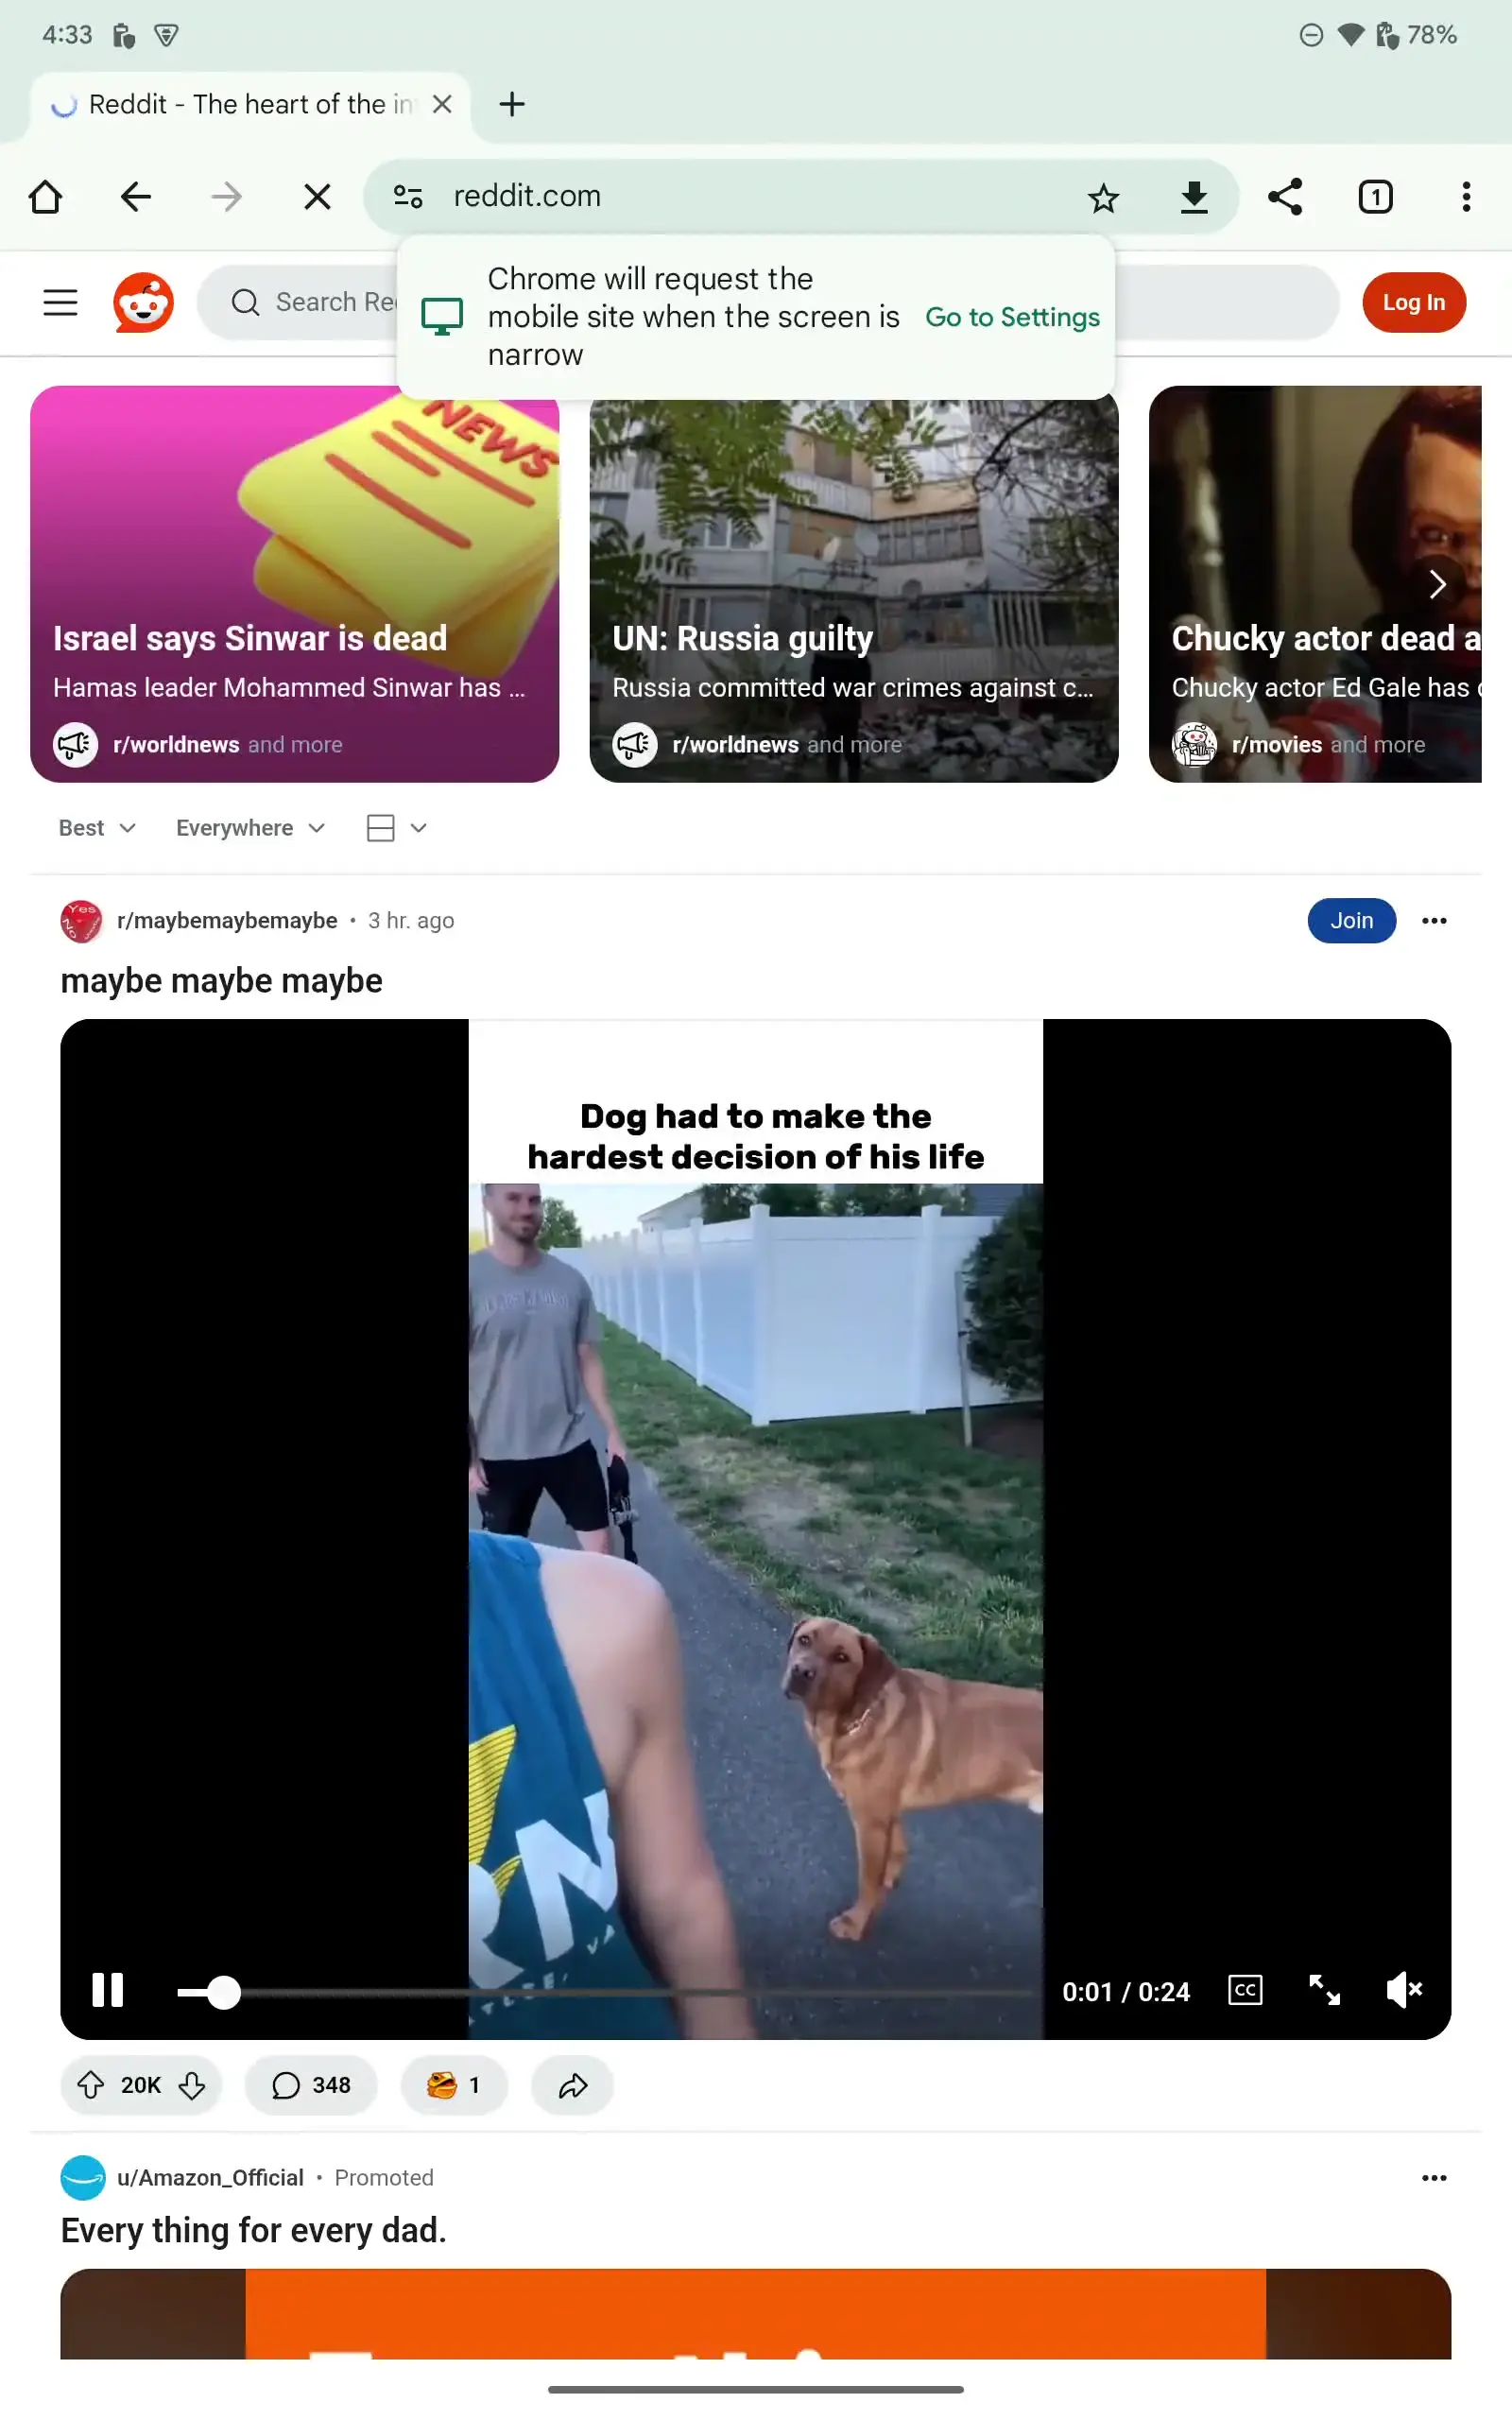 4:33
78%
Reddit - The heart of the in
reddit.com
1
Chrome will request the
mobile site when the screen is
narrow
Go to Settings
Search Re
Log In
NEWS
Israel says Sinwar is dead
Hamas leader Mohammed Sinwar has ...
r/worldnews and more
UN: Russia guilty
Russia committed war crimes against c...
r/worldnews and more
Chucky actor dead a
Chucky actor Ed Gale has
r/movies and more
Best
Everywhere
Yes
NO
r/maybemaybemaybe • 3 hr. ago
Join
maybe maybe maybe
Dog had to make the
hardest decision of his life
RN
0:01 / 0:24
CC
20K
348
1
u/Amazon_Official • Promoted
Every thing for every dad.